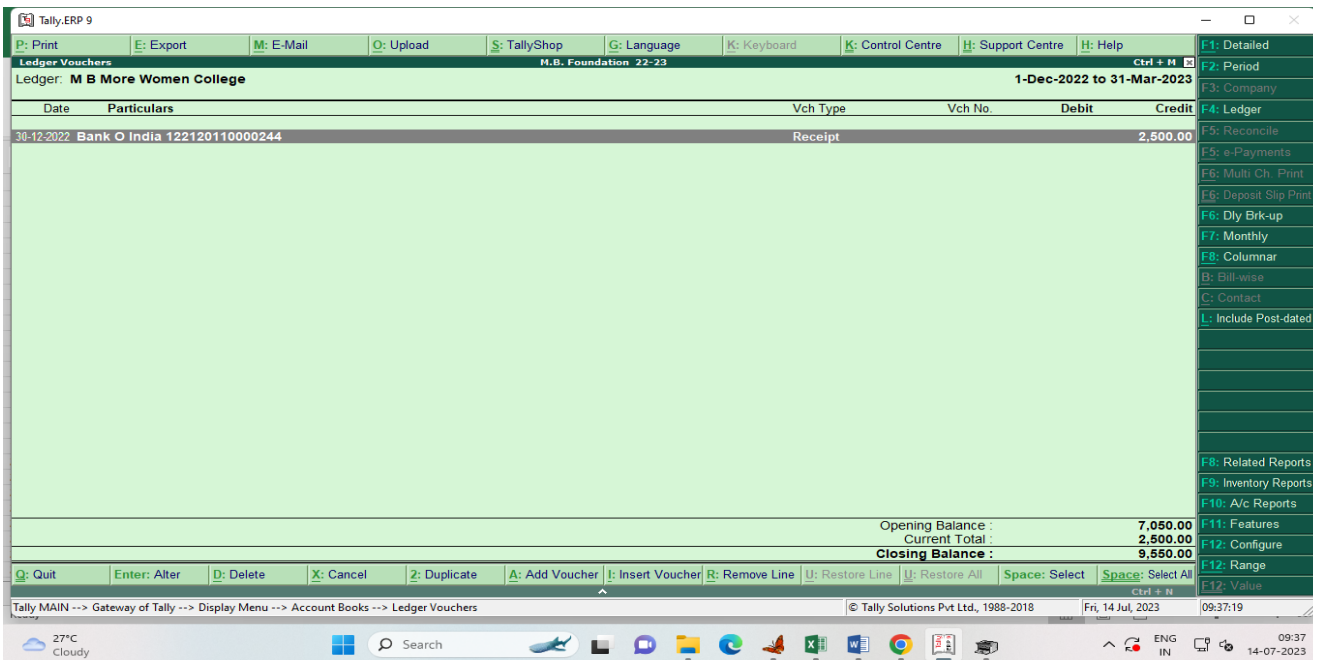 Tally.ERP 9
P: Print E: Export M: E-Mail O: Upload S: TallyShop G: Language K: Keyboard K: Control Centre H: Support Centre H: Help
Ledger Vouchers M.B. Foundation 22-23 Ctrl + M
Ledger: M B More Women College 1-Dec-2022 to 31-Mar-2023
Date Particulars Vch Type Vch No. Debit Credit
30-12-2022 Bank O India 122120110000244 Receipt 2,500.00
Opening Balance : 7,050.00
Current Total : 2,500.00
Closing Balance : 9,550.00
Q: Quit Enter: Alter D: Delete X: Cancel 2: Duplicate A: Add Voucher I: Insert Voucher R: Remove Line U: Restore Line U: Restore All Space: Select Space: Select All
Ctrl + N
F1: Detailed
F2: Period
F3: Company
F4: Ledger
F5: Reconcile
F5: e-Payments
F6: Multi Ch. Print
F6: Deposit Slip Print
F6: Dly Brk-up
F7: Monthly
F8: Columnar
B: Bill-wise
C: Contact
L: Include Post-dated
F8: Related Reports
F9: Inventory Reports
F10: A/c Reports
F11: Features
F12: Configure
F12: Range
F12: Value
Tally MAIN --> Gateway of Tally --> Display Menu --> Account Books --> Ledger Vouchers © Tally Solutions Pvt Ltd., 1988-2018 Fri, 14 Jul, 2023 09:37:19
27°C
Cloudy
Search
ENG
IN
09:37
14-07-2023